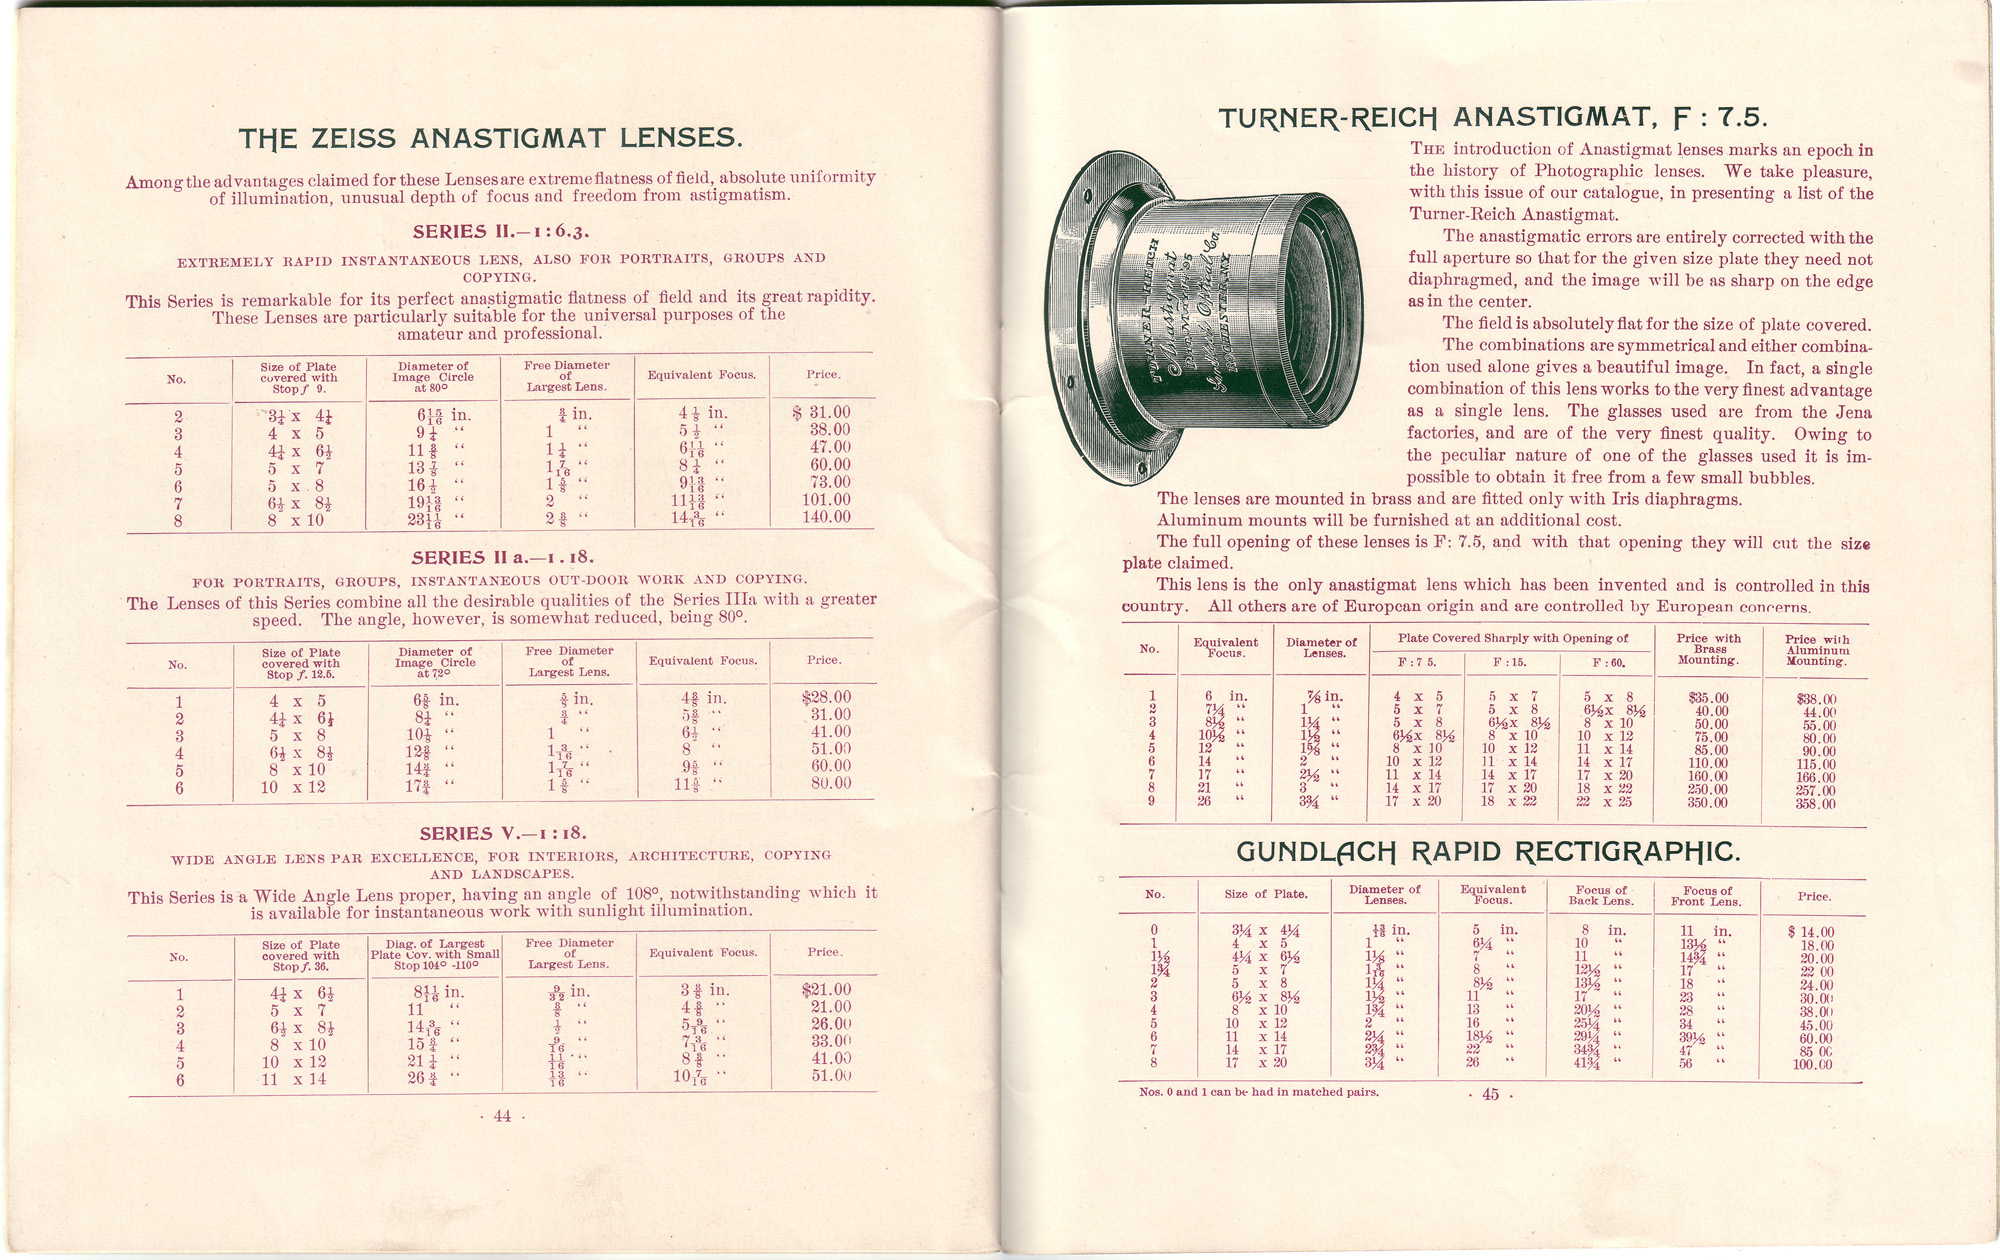 THE ZEISS ANASTIGMAT LENSES.
Among the advantages claimed for these Lenses are extreme flatness of field, absolute uniformity
of illumination, unusual depth of focus and freedom from astigmatism.
SERIES II.—1:6.3.
EXTREMELY RAPID INSTANTANEOUS LENS, ALSO FOR PORTRAITS, GROUPS AND
COPYING.
This Series is remarkable for its perfect anastigmatic flatness of field and its great rapidity.
These Lenses are particularly suitable for the universal purposes of the
amateur and professional.
No. Size of Plate covered with Stop f 9. Diameter of Image Circle at 80° Free Diameter of Largest Lens. Equivalent Focus. Price.
2 3¼ x 4¼ 6 15/16 in. ¾ in. 4⅛ in. $ 31.00
3 4 x 5 9¼ “ 1 “ 5½ “ 38.00
4 4¼ x 6½ 11⅜ “ 1¼ “ 6 11/16 “ 47.00
5 5 x 7 13⅞ “ 1 7/16 “ 8¼ “ 60.00
6 5 x 8 16½ “ 1⅝ “ 9 13/16 “ 73.00
7 6½ x 8½ 19 13/16 “ 2 “ 11 13/16 “ 101.00
8 8 x 10 23 11/16 “ 2⅜ “ 14 3/16 “ 140.00
SERIES II a.—1.18.
FOR PORTRAITS, GROUPS, INSTANTANEOUS OUT-DOOR WORK AND COPYING.
The Lenses of this Series combine all the desirable qualities of the Series IIIa with a greater
speed. The angle, however, is somewhat reduced, being 80°.
No. Size of Plate covered with Stop f. 12.5. Diameter of Image Circle at 72° Free Diameter of Largest Lens. Equivalent Focus. Price.
1 4 x 5 6⅝ in. ⅝ in. 4⅜ in. $28.00
2 4¼ x 6½ 8¼ “ ¾ “ 5⅜ “ 31.00
3 5 x 8 10⅛ “ 1 “ 6½ “ 41.00
4 6½ x 8½ 12⅜ “ 1 3/16 “ 8 “ 51.00
5 8 x 10 14¾ “ 1 7/16 “ 9⅝ “ 60.00
6 10 x 12 17¾ “ 1⅝ “ 11⅝ “ 80.00
SERIES V.—1:18.
WIDE ANGLE LENS PAR EXCELLENCE, FOR INTERIORS, ARCHITECTURE, COPYING
AND LANDSCAPES.
This Series is a Wide Angle Lens proper, having an angle of 108°, notwithstanding which it
is available for instantaneous work with sunlight illumination.
No. Size of Plate covered with Stop f. 36. Diag. of Largest Plate Cov. with Small Stop 104° -110° Free Diameter of Largest Lens. Equivalent Focus. Price.
1 4¼ x 6½ 8 11/16 in. 9/32 in. 3⅜ in. $21.00
2 5 x 7 11 “ ⅜ “ 4⅜ “ 21.00
3 6½ x 8½ 14 3/16 “ ½ “ 5 9/16 “ 26.00
4 8 x 10 15¾ “ 9/16 “ 7 3/16 “ 33.00
5 10 x 12 21¼ “ 11/16 “ 8⅜ “ 41.00
6 11 x 14 26¾ “ 13/16 “ 10 7/16 “ 51.00
· 44 ·
TURNER-REICH ANASTIGMAT, F : 7.5.
TURNER-REICH
Anastigmat
Gundlach Optical Co.
ROCHESTER, N.Y.
THE introduction of Anastigmat lenses marks an epoch in
the history of Photographic lenses. We take pleasure,
with this issue of our catalogue, in presenting a list of the
Turner-Reich Anastigmat.
The anastigmatic errors are entirely corrected with the
full aperture so that for the given size plate they need not
diaphragmed, and the image will be as sharp on the edge
as in the center.
The field is absolutely flat for the size of plate covered.
The combinations are symmetrical and either combina-
tion used alone gives a beautiful image. In fact, a single
combination of this lens works to the very finest advantage
as a single lens. The glasses used are from the Jena
factories, and are of the very finest quality. Owing to
the peculiar nature of one of the glasses used it is im-
possible to obtain it free from a few small bubbles.
The lenses are mounted in brass and are fitted only with Iris diaphragms.
Aluminum mounts will be furnished at an additional cost.
The full opening of these lenses is F: 7.5, and with that opening they will cut the size
plate claimed.
This lens is the only anastigmat lens which has been invented and is controlled in this
country. All others are of European origin and are controlled by European concerns.
No. Equivalent Focus. Diameter of Lenses. Plate Covered Sharply with Opening of F : 7 5. F : 15. F : 60. Price with Brass Mounting. Price with Aluminum Mounting.
1 6 in. ⅞ in. 4 x 5 5 x 7 5 x 8 $35.00 $38.00
2 7¼ “ 1 “ 5 x 7 5 x 8 6½ x 8½ 40.00 44.00
3 8½ “ 1¼ “ 5 x 8 6½ x 8½ 8 x 10 50.00 55.00
4 10½ “ 1½ “ 6½ x 8½ 8 x 10 10 x 12 75.00 80.00
5 12 “ 1⅝ “ 8 x 10 10 x 12 11 x 14 85.00 90.00
6 14 “ 2 “ 10 x 12 11 x 14 14 x 17 110.00 115.00
7 17 “ 2½ “ 11 x 14 14 x 17 17 x 20 160.00 166.00
8 21 “ 3 “ 14 x 17 17 x 20 18 x 22 250.00 257.00
9 26 “ 3¾ “ 17 x 20 18 x 22 22 x 25 350.00 358.00
GUNDLACH RAPID RECTIGRAPHIC.
No. Size of Plate. Diameter of Lenses. Equivalent Focus. Focus of Back Lens. Focus of Front Lens. Price.
0 3¼ x 4¼ 13/16 in. 5 in. 8 in. 11 in. $ 14.00
1 4 x 5 1 “ 6¼ “ 10 “ 13½ “ 18.00
1½ 4¼ x 6½ 1⅛ “ 7 “ 11 “ 14¾ “ 20.00
1¾ 5 x 7 1 3/16 “ 8 “ 12½ “ 17 “ 22 00
2 5 x 8 1¼ “ 8½ “ 13½ “ 18 “ 24.00
3 6½ x 8½ 1½ “ 11 “ 17 “ 23 “ 30.00
4 8 x 10 1¾ “ 13 “ 20½ “ 28 “ 38.00
5 10 x 12 2 “ 16 “ 25¼ “ 34 “ 45.00
6 11 x 14 2¼ “ 18½ “ 29¼ “ 39½ “ 60.00
7 14 x 17 2¾ “ 22 “ 34¾ “ 47 “ 85 00
8 17 x 20 3¼ “ 26 “ 41¾ “ 56 “ 100.00
Nos. 0 and 1 can be had in matched pairs.
· 45 ·